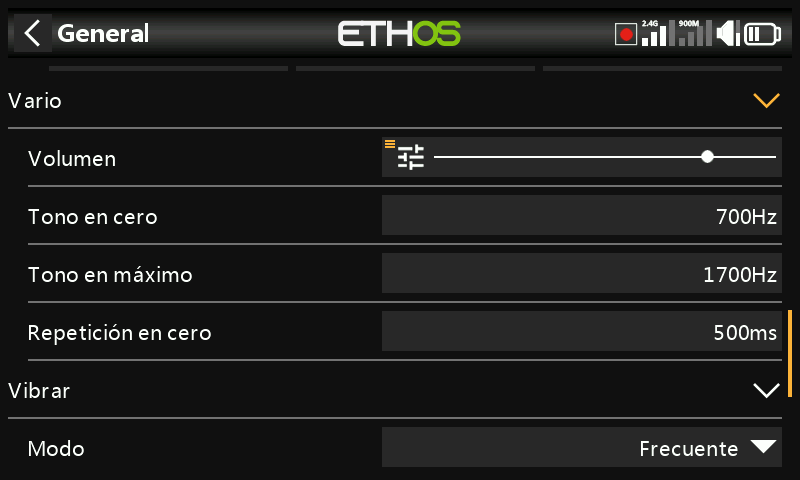 General
ETHOS
2.4G
900M
Vario
Volumen
Tono en cero
700Hz
Tono en máximo
1700Hz
Repetición en cero
500ms
Vibrar
Modo
Frecuente